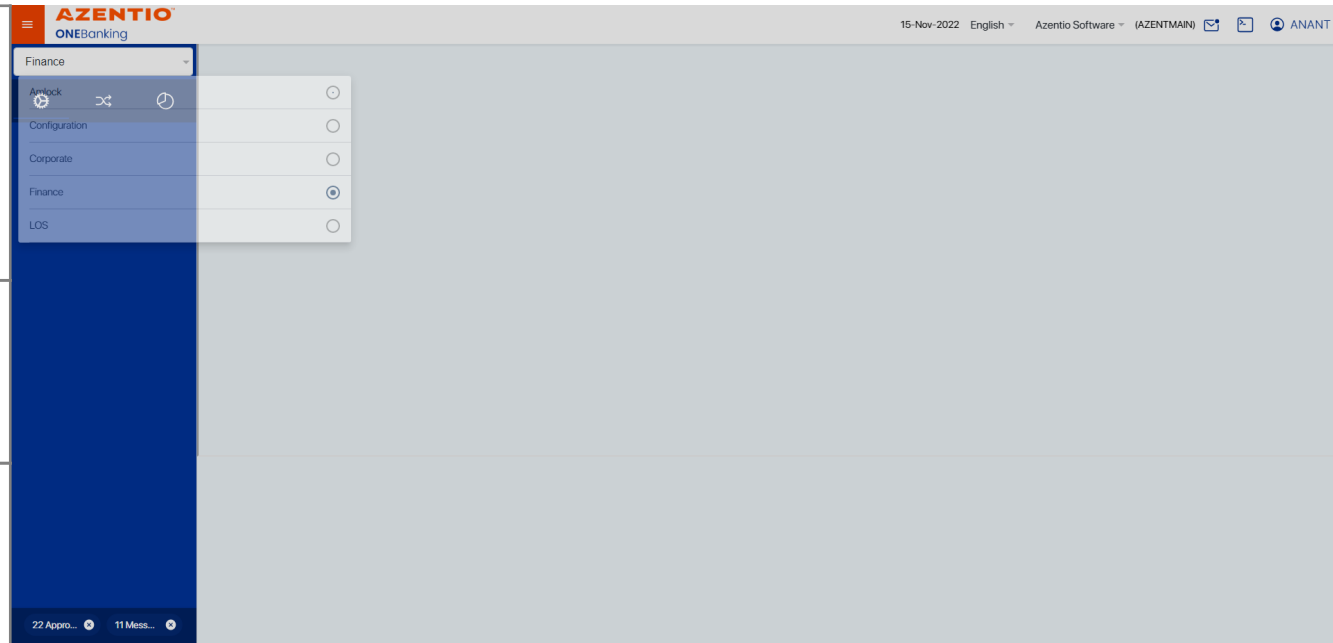 AZENTIO™
ONEBanking
15-Nov-2022 English Azentio Software (AZENTMAIN) ANANT
Finance
Amlock
Configuration
Corporate
Finance
LOS
22 Appro... 11 Mess...